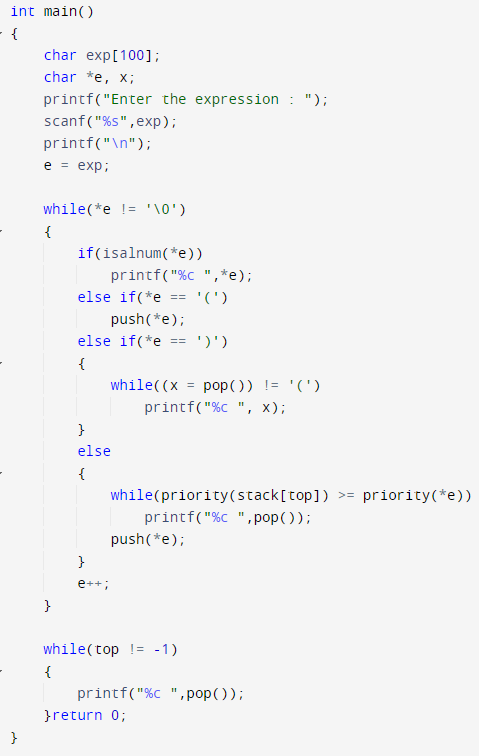 int main()
{
    char exp[100];
    char *e, x;
    printf("Enter the expression : ");
    scanf("%s",exp);
    printf("\n");
    e = exp;

    while(*e != '\0')
    {
        if(isalnum(*e))
            printf("%c ",*e);
        else if(*e == '(')
            push(*e);
        else if(*e == ')')
        {
            while((x = pop()) != '(')
                printf("%c ", x);
        }
        else
        {
            while(priority(stack[top]) >= priority(*e))
                printf("%c ",pop());
            push(*e);
        }
        e++;
    }

    while(top != -1)
    {
        printf("%c ",pop());
    }return 0;
}